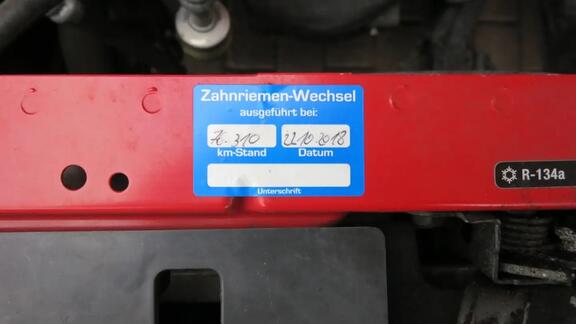 Zahnriemen-Wechsel
ausgeführt bei:
22.10.2018
km-Stand Datum
Unterschrift
R-134a